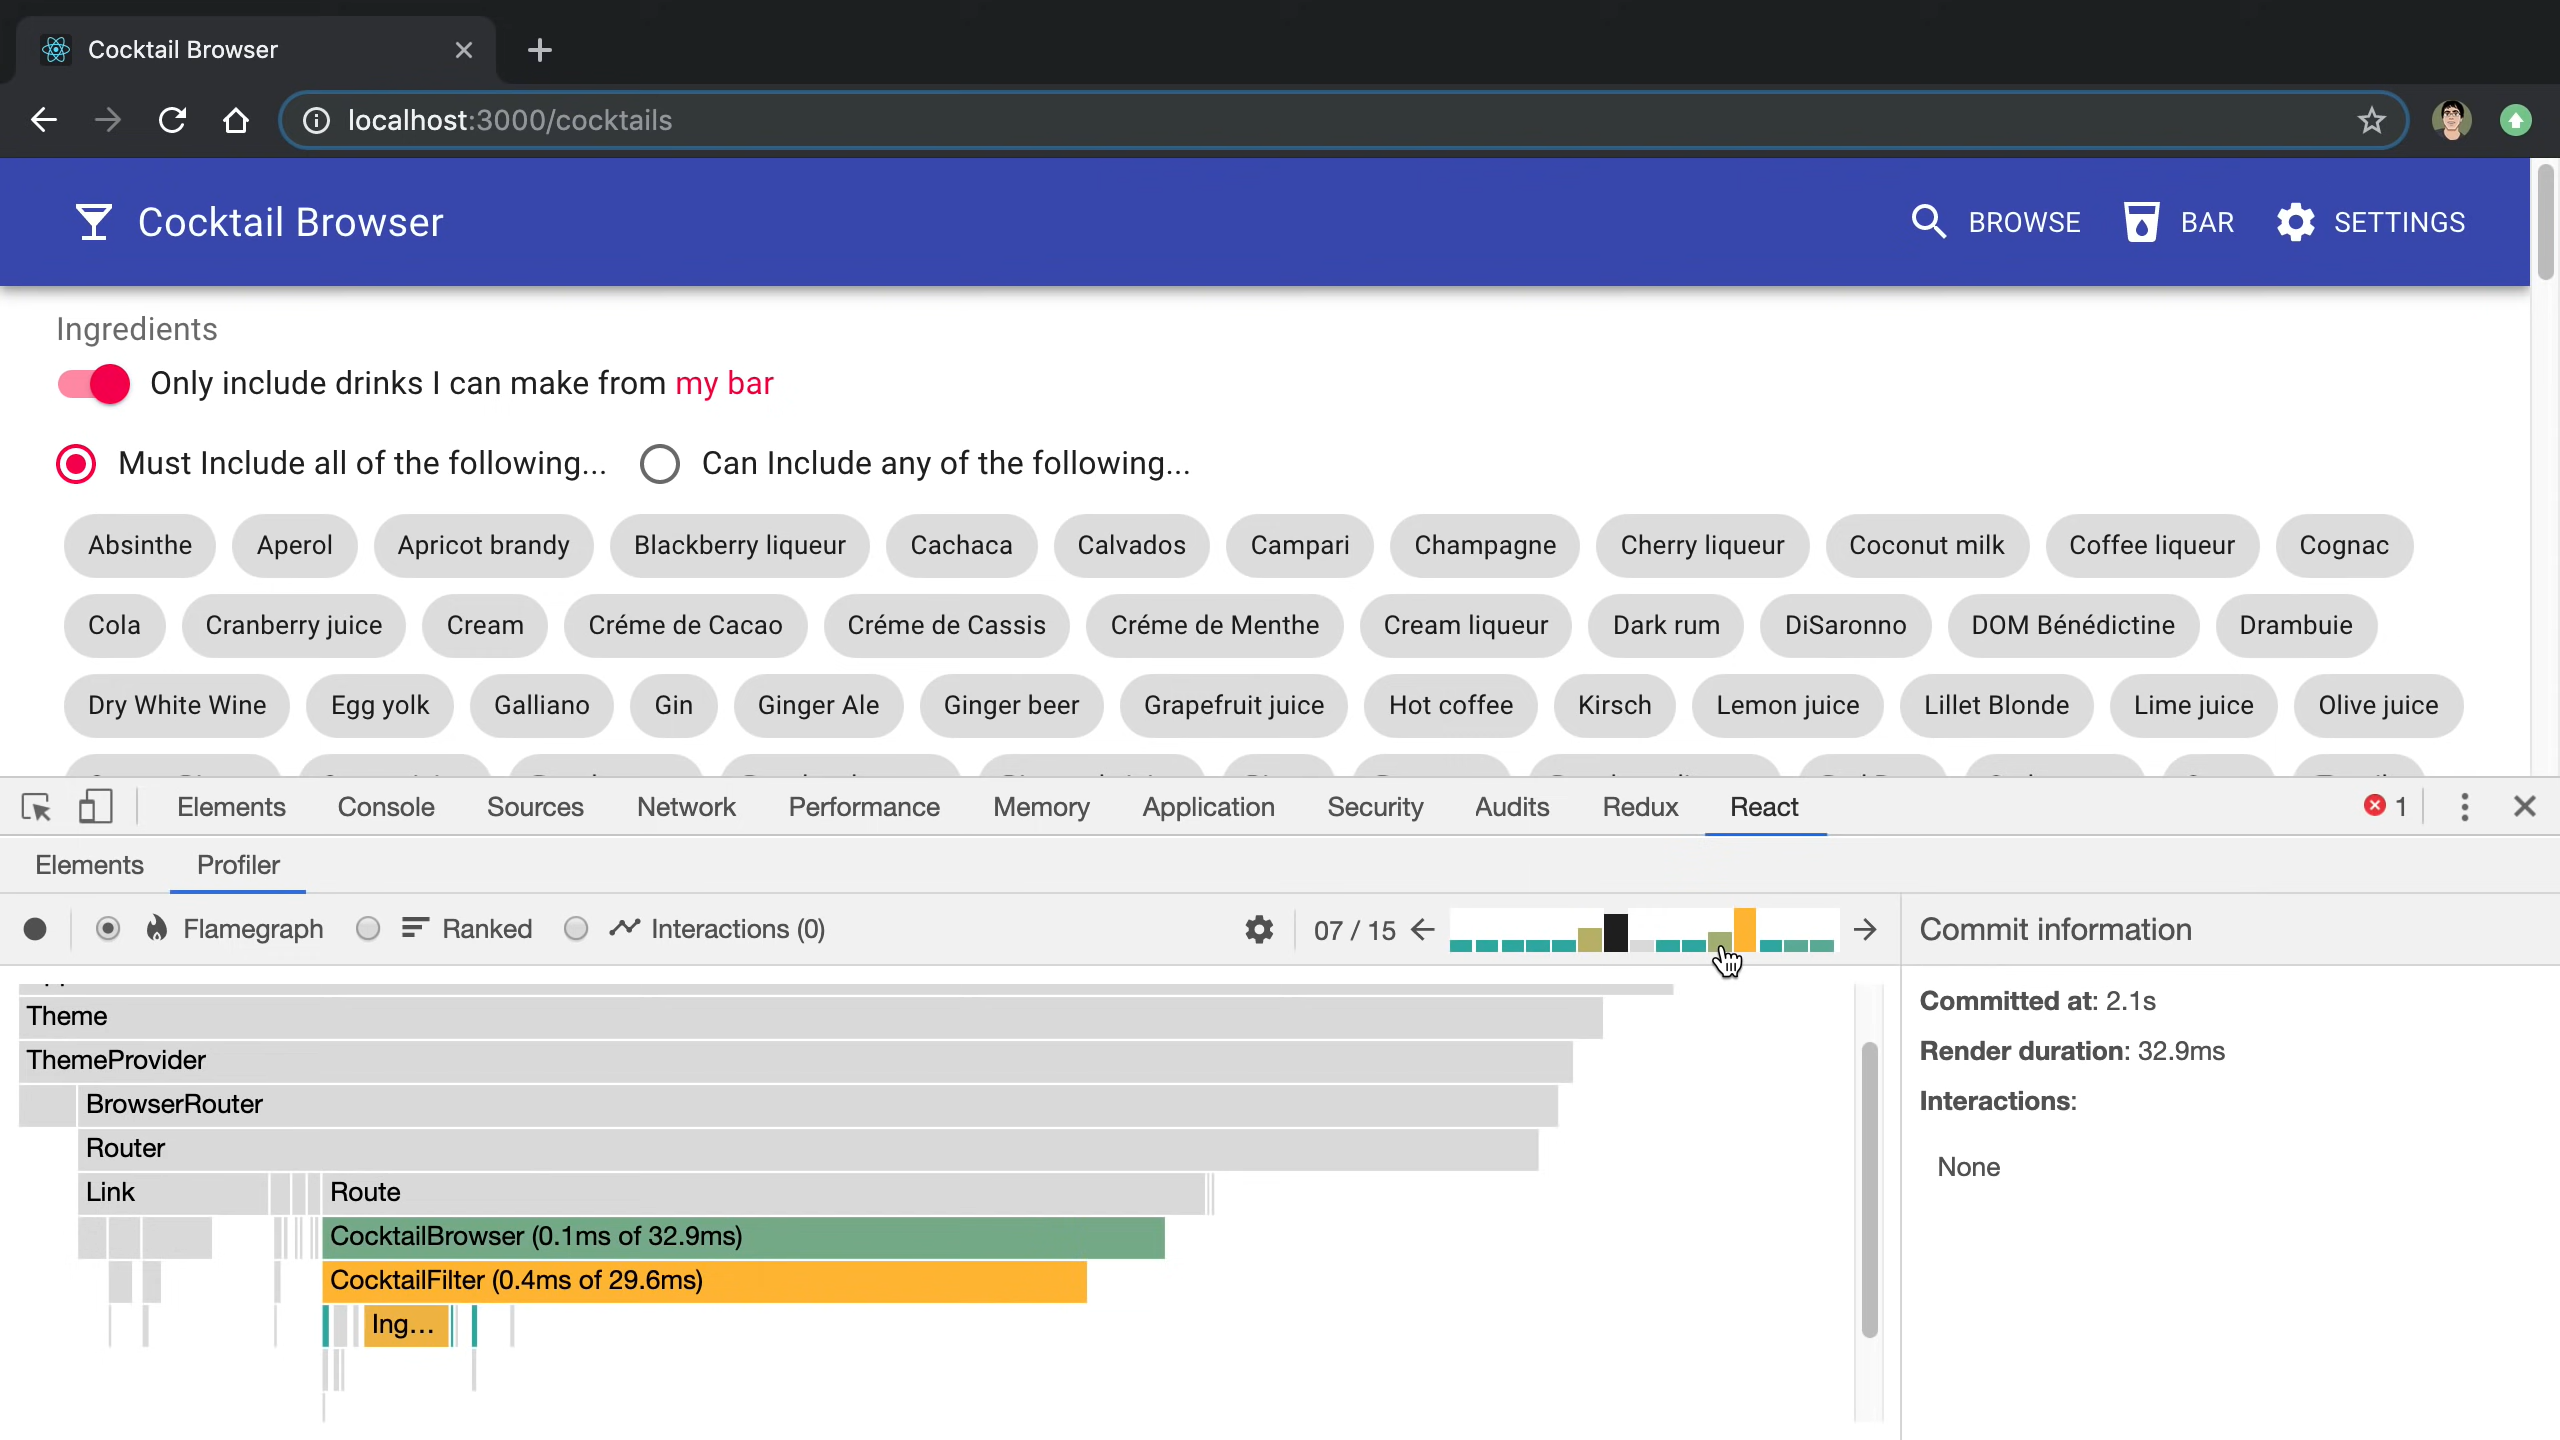 Cocktail Browser
localhost:3000/cocktails
Cocktail Browser
BROWSE BAR SETTINGS
Ingredients
Only include drinks I can make from my bar
Must Include all of the following... Can Include any of the following...
Absinthe Aperol Apricot brandy Blackberry liqueur Cachaca Calvados Campari Champagne Cherry liqueur Coconut milk Coffee liqueur Cognac
Cola Cranberry juice Cream Créme de Cacao Créme de Cassis Créme de Menthe Cream liqueur Dark rum DiSaronno DOM Bénédictine Drambuie
Dry White Wine Egg yolk Galliano Gin Ginger Ale Ginger beer Grapefruit juice Hot coffee Kirsch Lemon juice Lillet Blonde Lime juice Olive juice
Elements Console Sources Network Performance Memory Application Security Audits Redux React 1
Elements Profiler
Flamegraph Ranked Interactions (0) 07 / 15 Commit information
Theme
ThemeProvider
BrowserRouter
Router
Link Route
CocktailBrowser (0.1ms of 32.9ms)
CocktailFilter (0.4ms of 29.6ms)
Ing...
Committed at: 2.1s
Render duration: 32.9ms
Interactions:
None